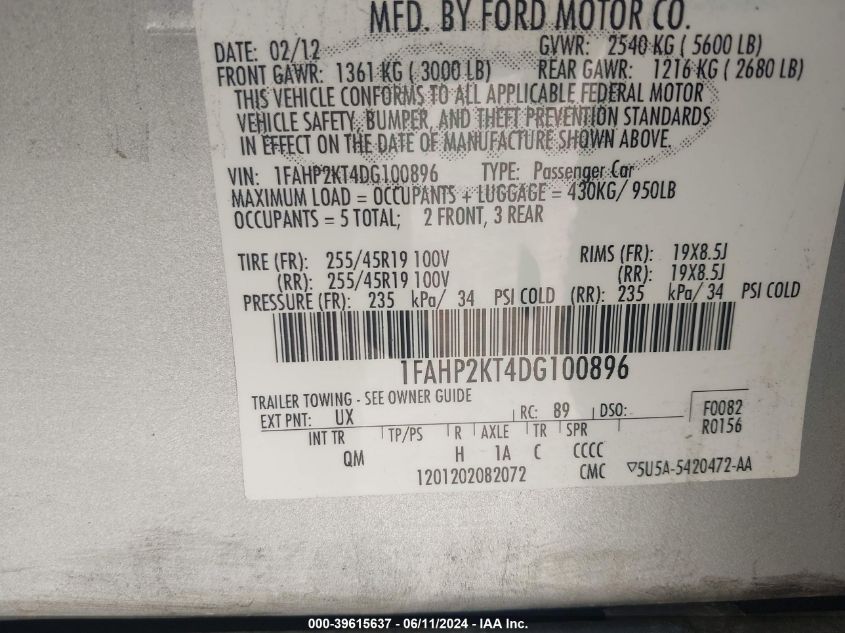 MFD. BY FORD MOTOR CO.
DATE: 02/12 GVWR: 2540 KG ( 5600 LB)
FRONT GAWR: 1361 KG ( 3000 LB) REAR GAWR: 1216 KG ( 2680 LB)
THIS VEHICLE CONFORMS TO ALL APPLICABLE FEDERAL MOTOR
VEHICLE SAFETY, BUMPER, AND THEFT PREVENTION STANDARDS
IN EFFECT ON THE DATE OF MANUFACTURE SHOWN ABOVE.
VIN: 1FAHP2KT4DG100896 TYPE: Passenger Car
MAXIMUM LOAD = OCCUPANTS + LUGGAGE = 430KG/ 950LB
OCCUPANTS = 5 TOTAL; 2 FRONT, 3 REAR
TIRE (FR): 255/45R19 100V RIMS (FR): 19X8.5J
(RR): 255/45R19 100V (RR): 19X8.5J
PRESSURE (FR): 235 kPa/ 34 PSI COLD (RR): 235 kPa/ 34 PSI COLD
1FAHP2KT4DG100896
TRAILER TOWING - SEE OWNER GUIDE
EXT PNT: UX RC: 89 DSO: F0082
INT TR TP/PS R AXLE TR SPR R0156
QM H 1A C CCCC
1201202082072 CMC 5U5A-5420472-AA
000-39615637 - 06/11/2024 - IAA Inc.